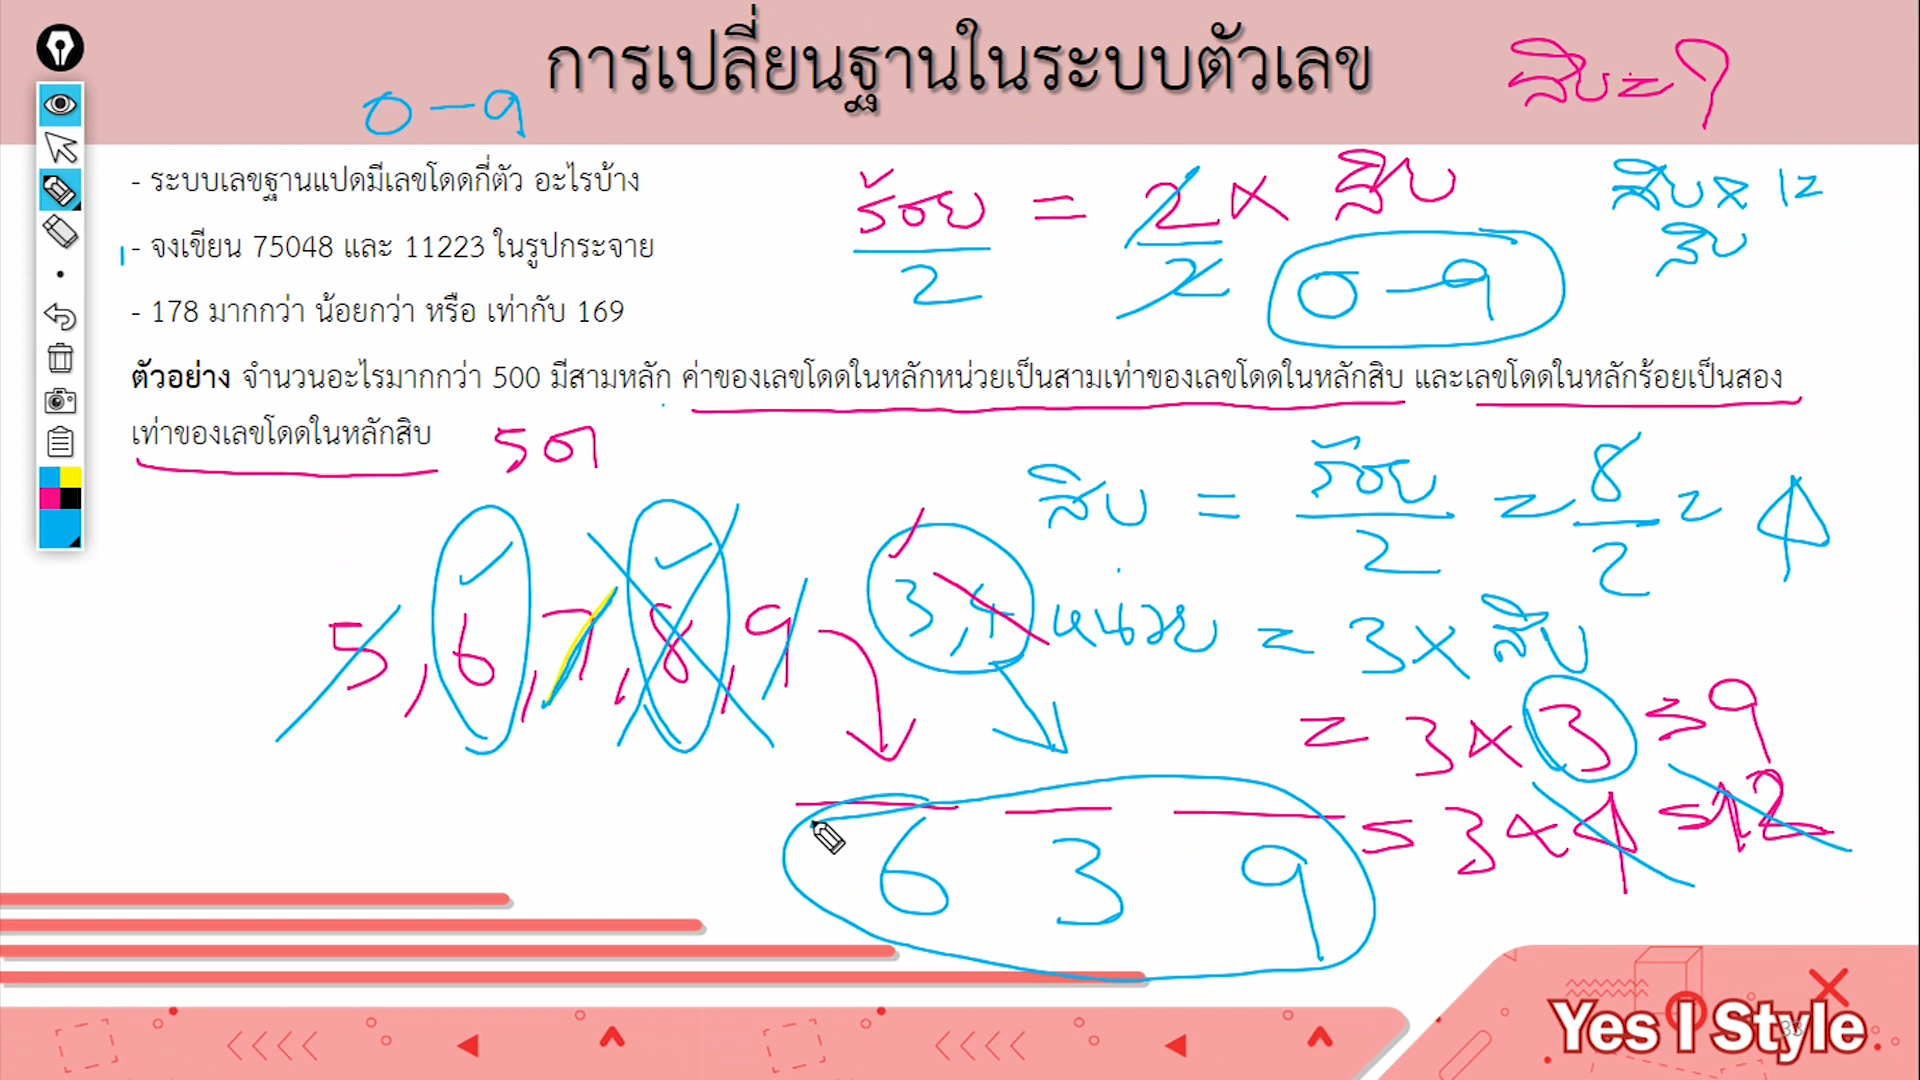 การเปลี่ยนฐานในระบบตัวเลข
สิบ = ?
0 – 9
- ระบบเลขฐานแปดมีเลขโดดกี่ตัว อะไรบ้าง
- จงเขียน 75048 และ 11223 ในรูปกระจาย
- 178 มากกว่า น้อยกว่า หรือ เท่ากับ 169
ร้อย = 2 × สิบ
2 2
0 – 9
สิบ × 12
สิบ
ตัวอย่าง จำนวนอะไรมากกว่า 500 มีสามหลัก ค่าของเลขโดดในหลักหน่วยเป็นสามเท่าของเลขโดดในหลักสิบ และเลขโดดในหลักร้อยเป็นสอง
เท่าของเลขโดดในหลักสิบ
สิบ = ร้อย/2 = 8/2 = 4
5, 6, 7, 8, 9
3, 4
หน่วย = 3 × สิบ
= 3 × 3 = 9
= 3 × 4 = 12
6 3 9
Yes I Style
33